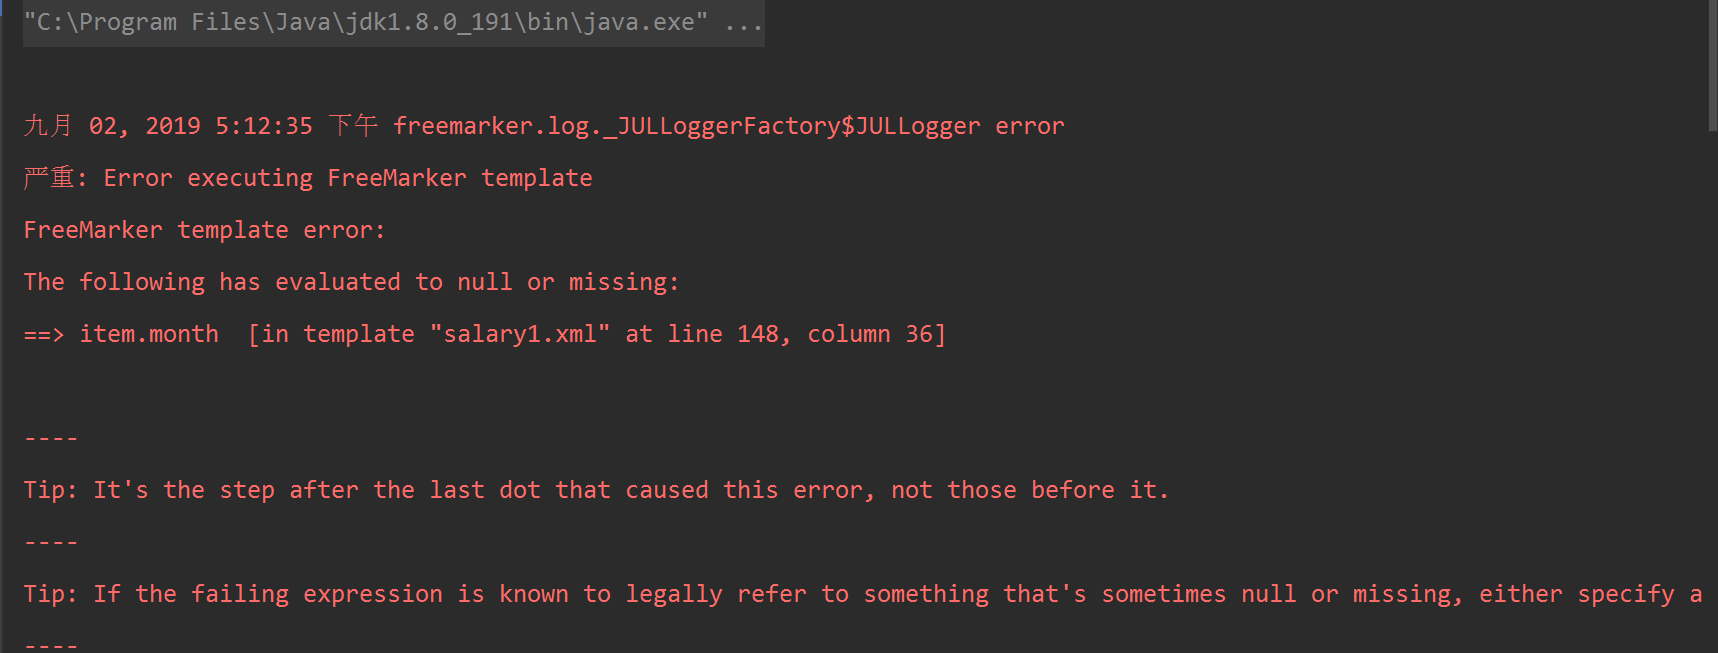 "C:\Program Files\Java\jdk1.8.0_191\bin\java.exe" ...
九月 02, 2019 5:12:35 下午 freemarker.log._JULLoggerFactory$JULLogger error
严重: Error executing FreeMarker template
FreeMarker template error:
The following has evaluated to null or missing:
==> item.month  [in template "salary1.xml" at line 148, column 36]
----
Tip: It's the step after the last dot that caused this error, not those before it.
----
Tip: If the failing expression is known to legally refer to something that's sometimes null or missing, either specify a
----